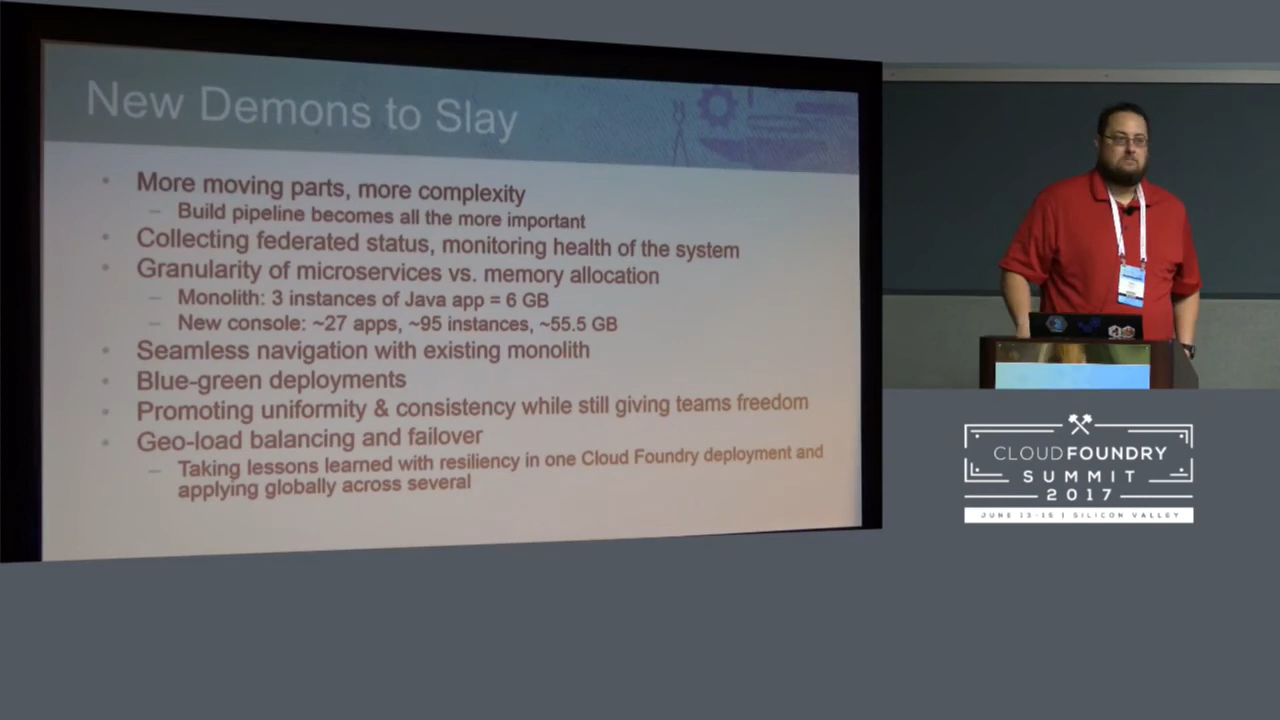 New Demons to Slay
More moving parts, more complexity
Build pipeline becomes all the more important
Collecting federated status, monitoring health of the system
Granularity of microservices vs. memory allocation
Monolith: 3 instances of Java app = 6 GB
New console: ~27 apps, ~95 instances, ~55.5 GB
Seamless navigation with existing monolith
Blue-green deployments
Promoting uniformity & consistency while still giving teams freedom
Geo-load balancing and failover
Taking lessons learned with resiliency in one Cloud Foundry deployment and
applying globally across several
CLOUD FOUNDRY
SUMMIT
2017
JUNE 13-15 | SILICON VALLEY